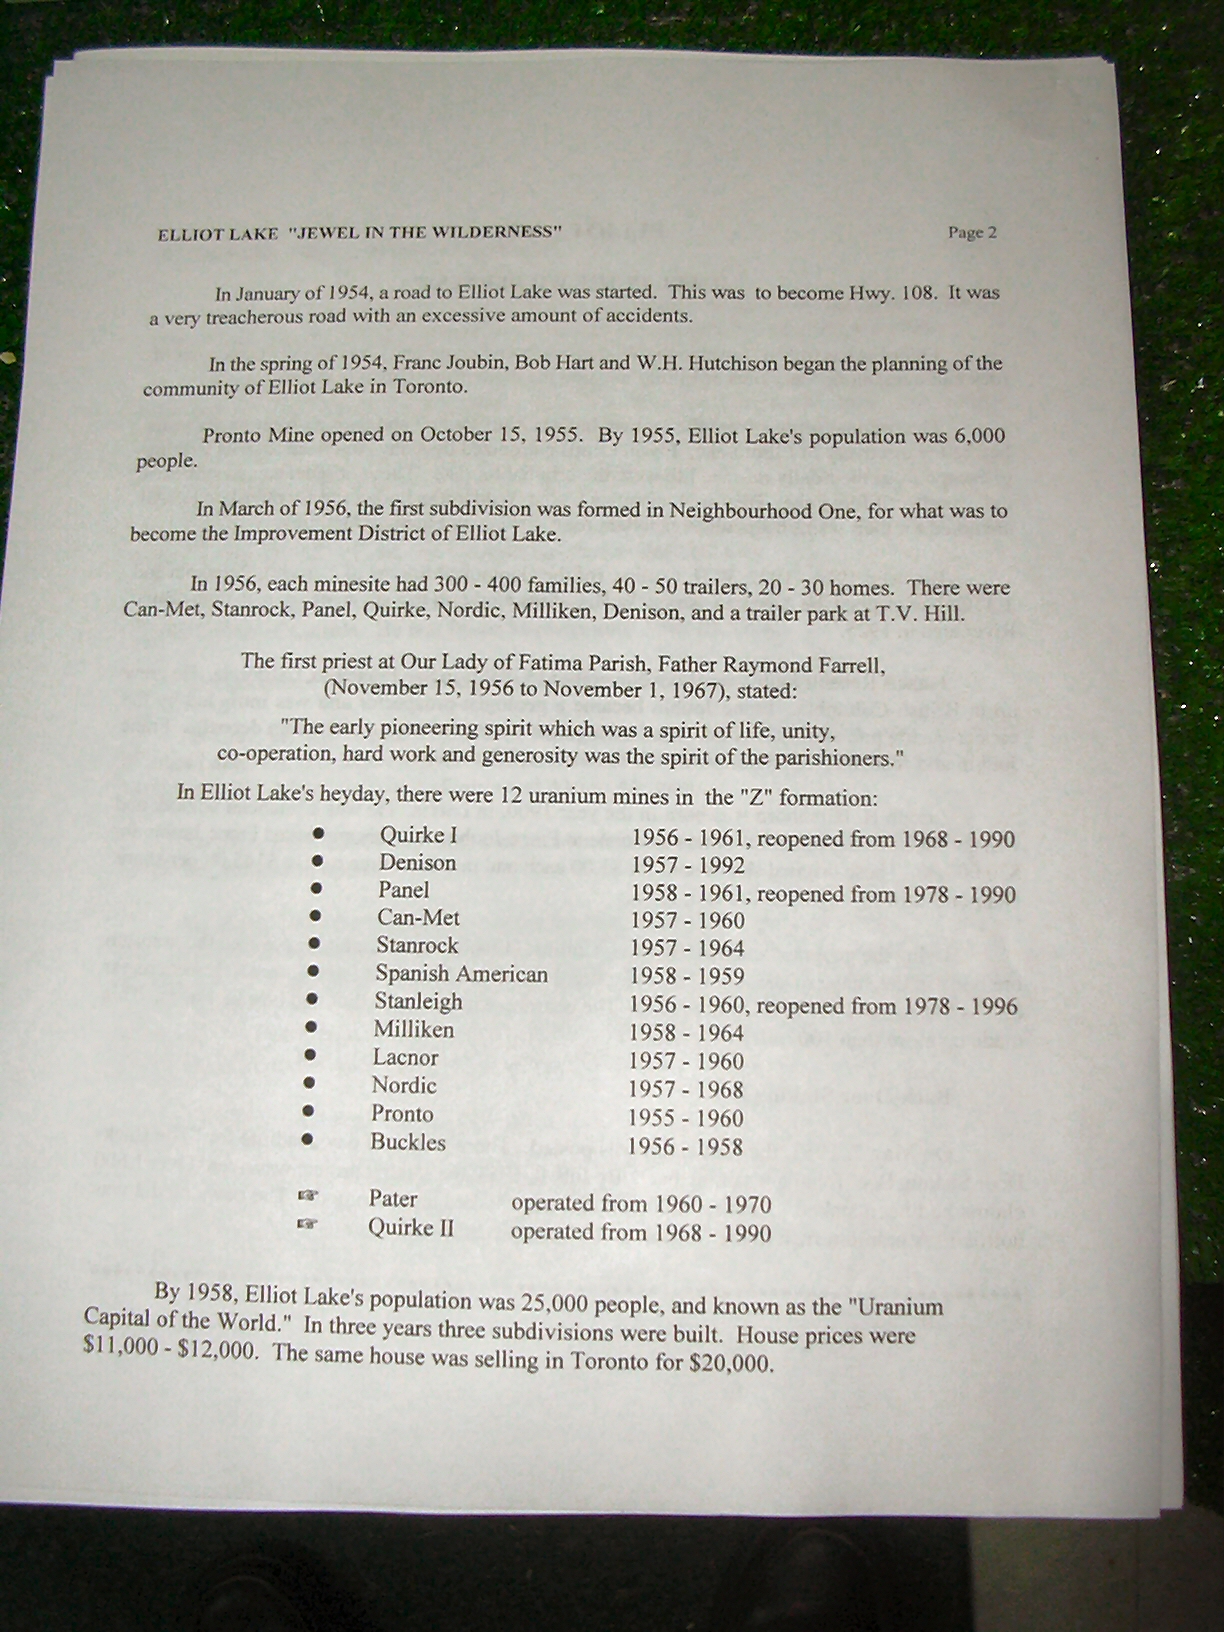 ELLIOT LAKE "JEWEL IN THE WILDERNESS" Page 2
In January of 1954, a road to Elliot Lake was started. This was to become Hwy. 108. It was
a very treacherous road with an excessive amount of accidents.
In the spring of 1954, Franc Joubin, Bob Hart and W.H. Hutchison began the planning of the
community of Elliot Lake in Toronto.
Pronto Mine opened on October 15, 1955. By 1955, Elliot Lake's population was 6,000
people.
In March of 1956, the first subdivision was formed in Neighbourhood One, for what was to
become the Improvement District of Elliot Lake.
In 1956, each minesite had 300 - 400 families, 40 - 50 trailers, 20 - 30 homes. There were
Can-Met, Stanrock, Panel, Quirke, Nordic, Milliken, Denison, and a trailer park at T.V. Hill.
The first priest at Our Lady of Fatima Parish, Father Raymond Farrell,
(November 15, 1956 to November 1, 1967), stated:
"The early pioneering spirit which was a spirit of life, unity,
co-operation, hard work and generosity was the spirit of the parishioners."
In Elliot Lake's heyday, there were 12 uranium mines in the "Z" formation:
● Quirke I 1956 - 1961, reopened from 1968 - 1990
● Denison 1957 - 1992
● Panel 1958 - 1961, reopened from 1978 - 1990
● Can-Met 1957 - 1960
● Stanrock 1957 - 1964
● Spanish American 1958 - 1959
● Stanleigh 1956 - 1960, reopened from 1978 - 1996
● Milliken 1958 - 1964
● Lacnor 1957 - 1960
● Nordic 1957 - 1968
● Pronto 1955 - 1960
● Buckles 1956 - 1958
☞ Pater operated from 1960 - 1970
☞ Quirke II operated from 1968 - 1990
By 1958, Elliot Lake's population was 25,000 people, and known as the "Uranium
Capital of the World." In three years three subdivisions were built. House prices were
$11,000 - $12,000. The same house was selling in Toronto for $20,000.